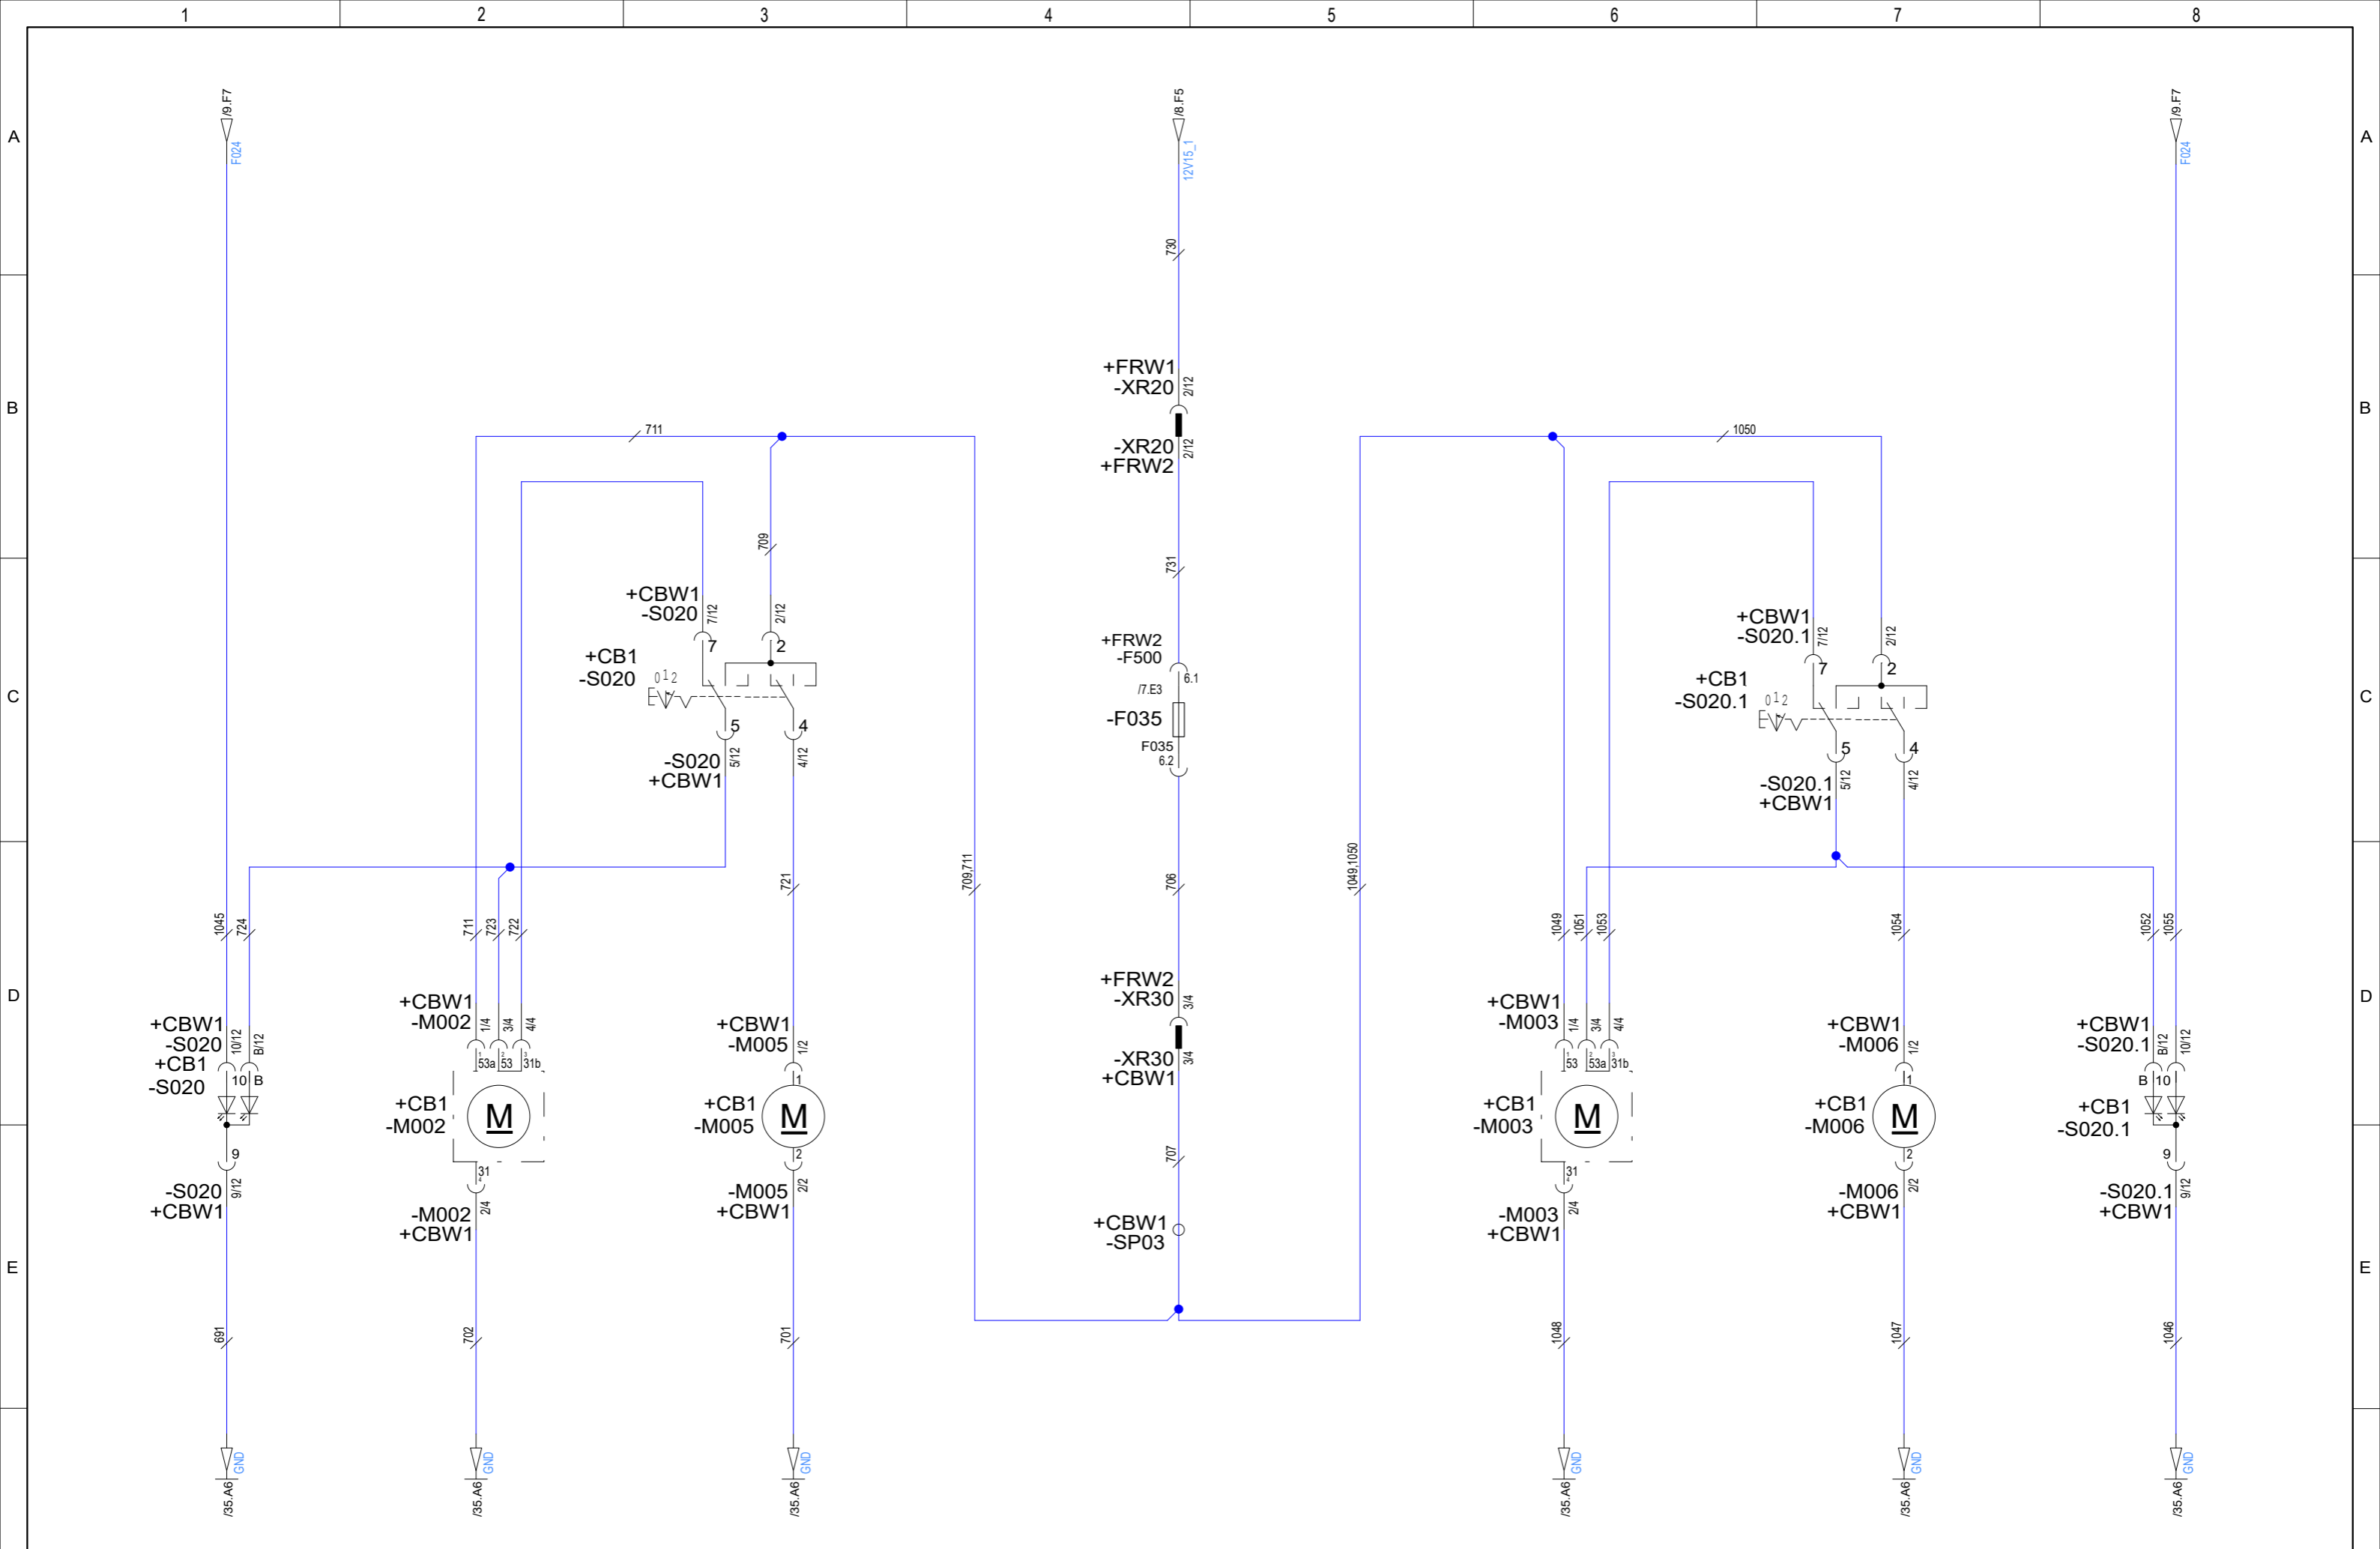 1 2 3 4 5 6 7 8
A A
/9.F7 /8.F5 /9.F7
F024 12V15_1 F024
730
B B
+FRW1
-XR20 2/12
711 1050
-XR20 2/12
+FRW2
709
731
+CBW1
-S020 7/12 2/12
7 2
+CB1
-S020 0 1 2
5 4
-S020 5/12 4/12
+CBW1
+FRW2
-F500
6.1
/7.E3
-F035
F035
6.2
+CBW1
-S020.1 7/12 2/12
7 2
+CB1
-S020.1 0 1 2
5 4
-S020.1 5/12 4/12
+CBW1
C C
721 709,711 706 1049,1050
1045 724 711 723 722 1049 1051 1053 1054 1052 1055
D D
+CBW1
-S020 10/12 B/12
+CB1
-S020 10 B
9
-S020 9/12
+CBW1
+CBW1
-M002 1/4 3/4 4/4
1 2 3
53a 53 31b
+CB1
-M002 M
31
-M002 2/4
+CBW1
+CBW1
-M005 1/2
1
+CB1
-M005 M
2
-M005 2/2
+CBW1
+FRW2
-XR30 3/4
-XR30 3/4
+CBW1
707
+CBW1
-SP03
+CBW1
-M003 1/4 3/4 4/4
1 2 3
53 53a 31b
+CB1
-M003 M
31
-M003 2/4
+CBW1
+CBW1
-M006 1/2
1
+CB1
-M006 M
2
-M006 2/2
+CBW1
+CBW1
-S020.1 B/12 10/12
B 10
+CB1
-S020.1
9
-S020.1 9/12
+CBW1
E E
691 702 701 1048 1047 1046
GND GND GND GND GND GND
/35.A6 /35.A6 /35.A6 /35.A6 /35.A6 /35.A6